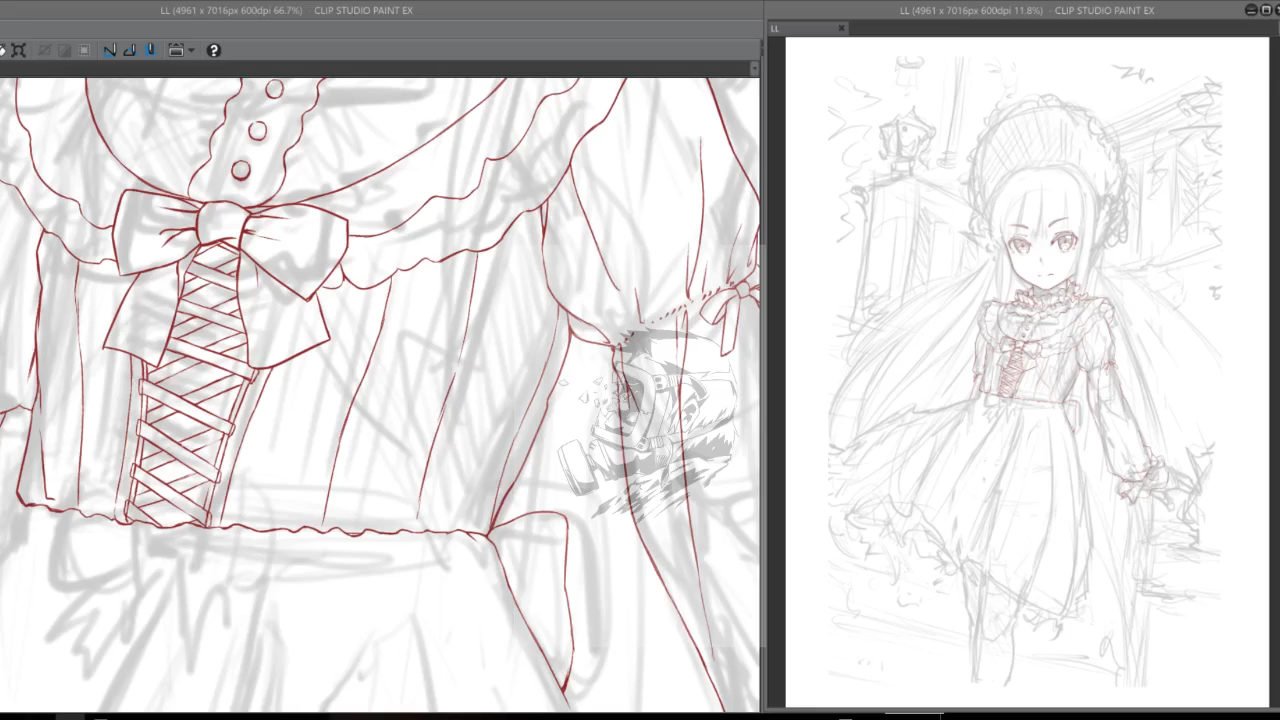 LL (4961 x 7016px 600dpi 66.7%) - CLIP STUDIO PAINT EX
LL (4961 x 7016px 600dpi 11.8%) - CLIP STUDIO PAINT EX
LL